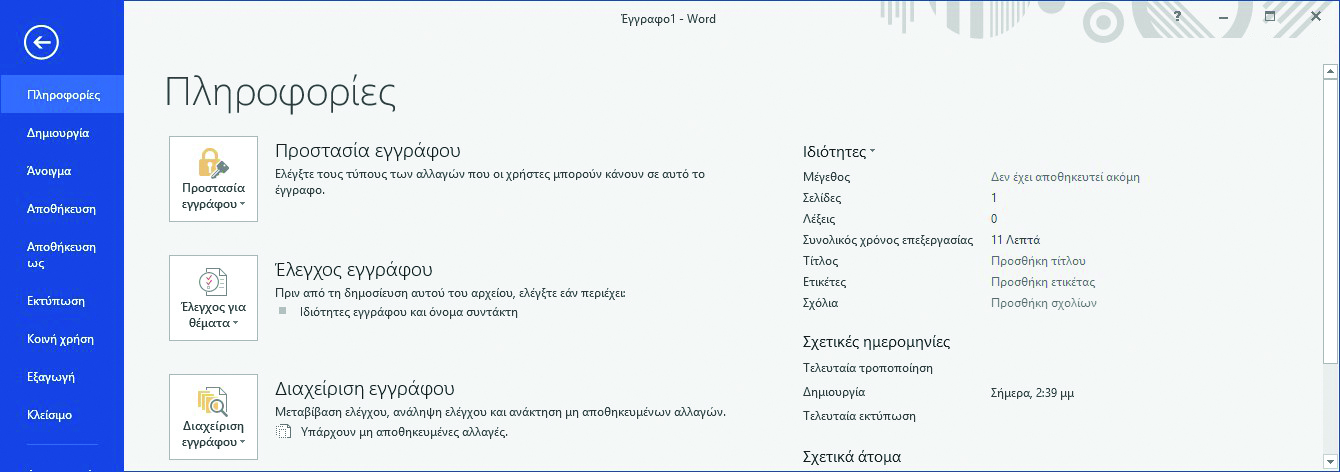 Έγγραφο1 - Word
?
Πληροφορίες
Δημιουργία
Άνοιγμα
Αποθήκευση
Αποθήκευση
ως
Εκτύπωση
Κοινή χρήση
Εξαγωγή
Κλείσιμο
Πληροφορίες
Προστασία
εγγράφου
Προστασία εγγράφου
Ελέγξτε τους τύπους των αλλαγών που οι χρήστες μπορούν κάνουν σε αυτό το
έγγραφο.
Έλεγχος για
θέματα
Έλεγχος εγγράφου
Πριν από τη δημοσίευση αυτού του αρχείου, ελέγξτε εάν περιέχει:
Ιδιότητες εγγράφου και όνομα συντάκτη
Διαχείριση
εγγράφου
Διαχείριση εγγράφου
Μεταβίβαση ελέγχου, ανάληψη ελέγχου και ανάκτηση μη αποθηκευμένων αλλαγών.
Υπάρχουν μη αποθηκευμένες αλλαγές.
Ιδιότητες
Μέγεθος Δεν έχει αποθηκευτεί ακόμη
Σελίδες 1
Λέξεις 0
Συνολικός χρόνος επεξεργασίας 11 Λεπτά
Τίτλος Προσθήκη τίτλου
Ετικέτες Προσθήκη ετικέτας
Σχόλια Προσθήκη σχολίων
Σχετικές ημερομηνίες
Τελευταία τροποποίηση
Δημιουργία Σήμερα, 2:39 μμ
Τελευταία εκτύπωση
Σχετικά άτομα